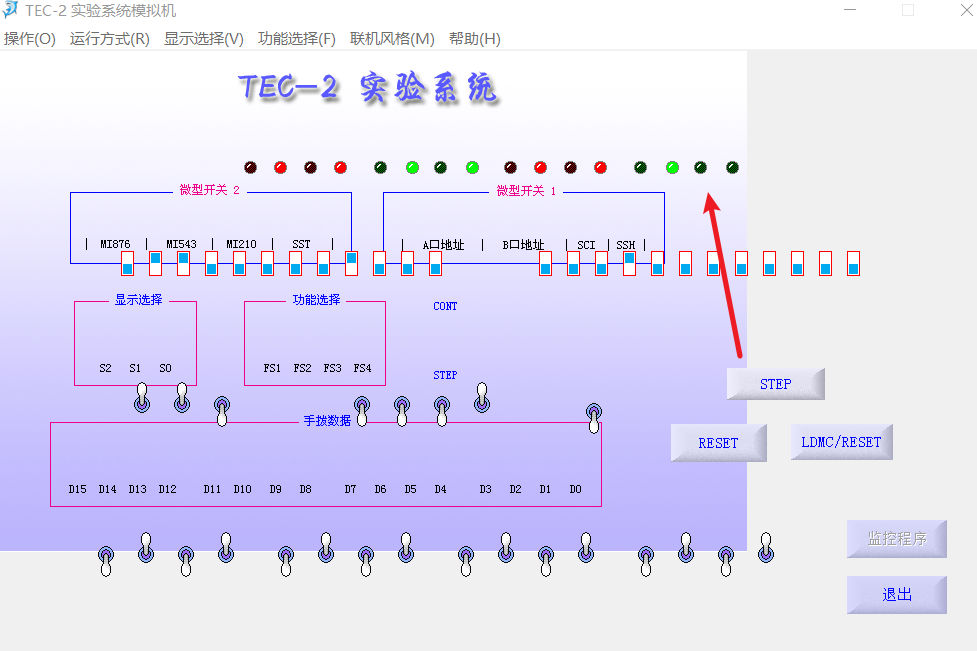 TEC-2 实验系统模拟机
操作(O) 运行方式(R) 显示选择(V) 功能选择(F) 联机风格(M) 帮助(H)
TEC-2 实验系统
微型开关 2 微型开关 1
| MI876 | MI543 | MI210 | SST | | A口地址 | B口地址 | SCI | SSH |
显示选择 功能选择 CONT
S2 S1 S0 FS1 FS2 FS3 FS4 STEP
STEP
手拨数据
RESET LDMC/RESET
D15 D14 D13 D12 D11 D10 D9 D8 D7 D6 D5 D4 D3 D2 D1 D0
监控程序
退出